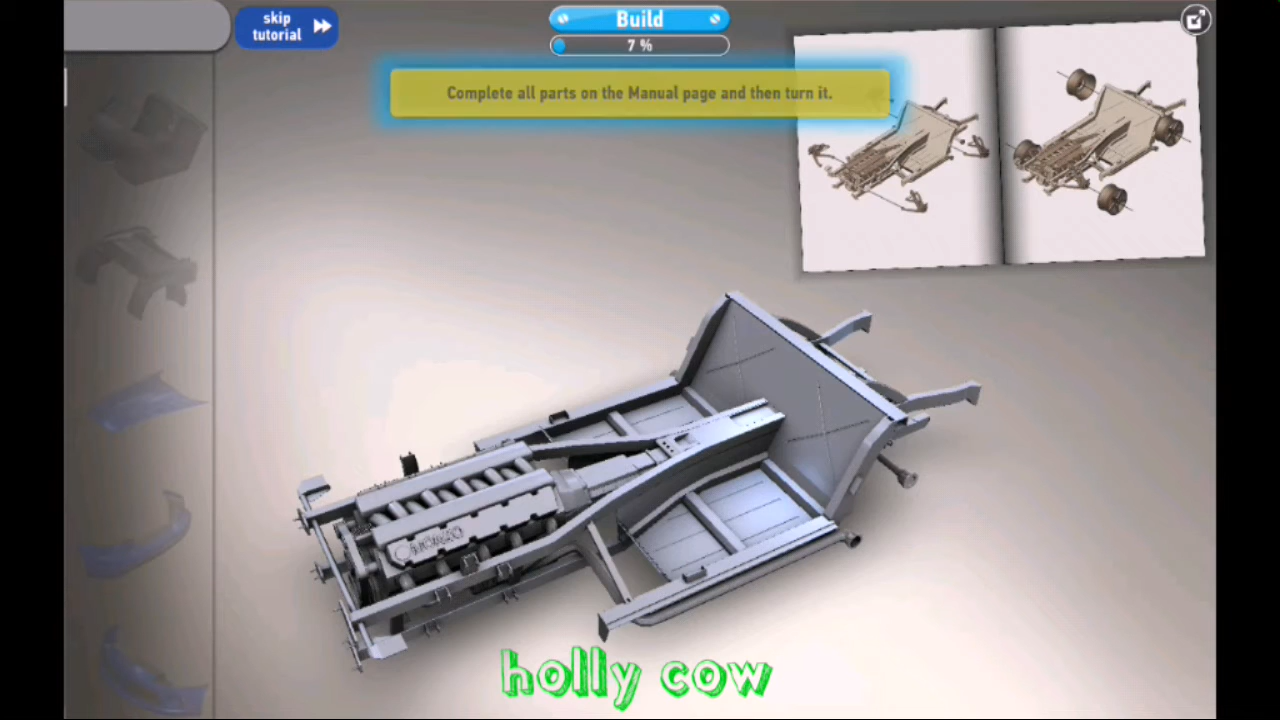 skip
tutorial
Build
7 %
Complete all parts on the Manual page and then turn it.
holly cow